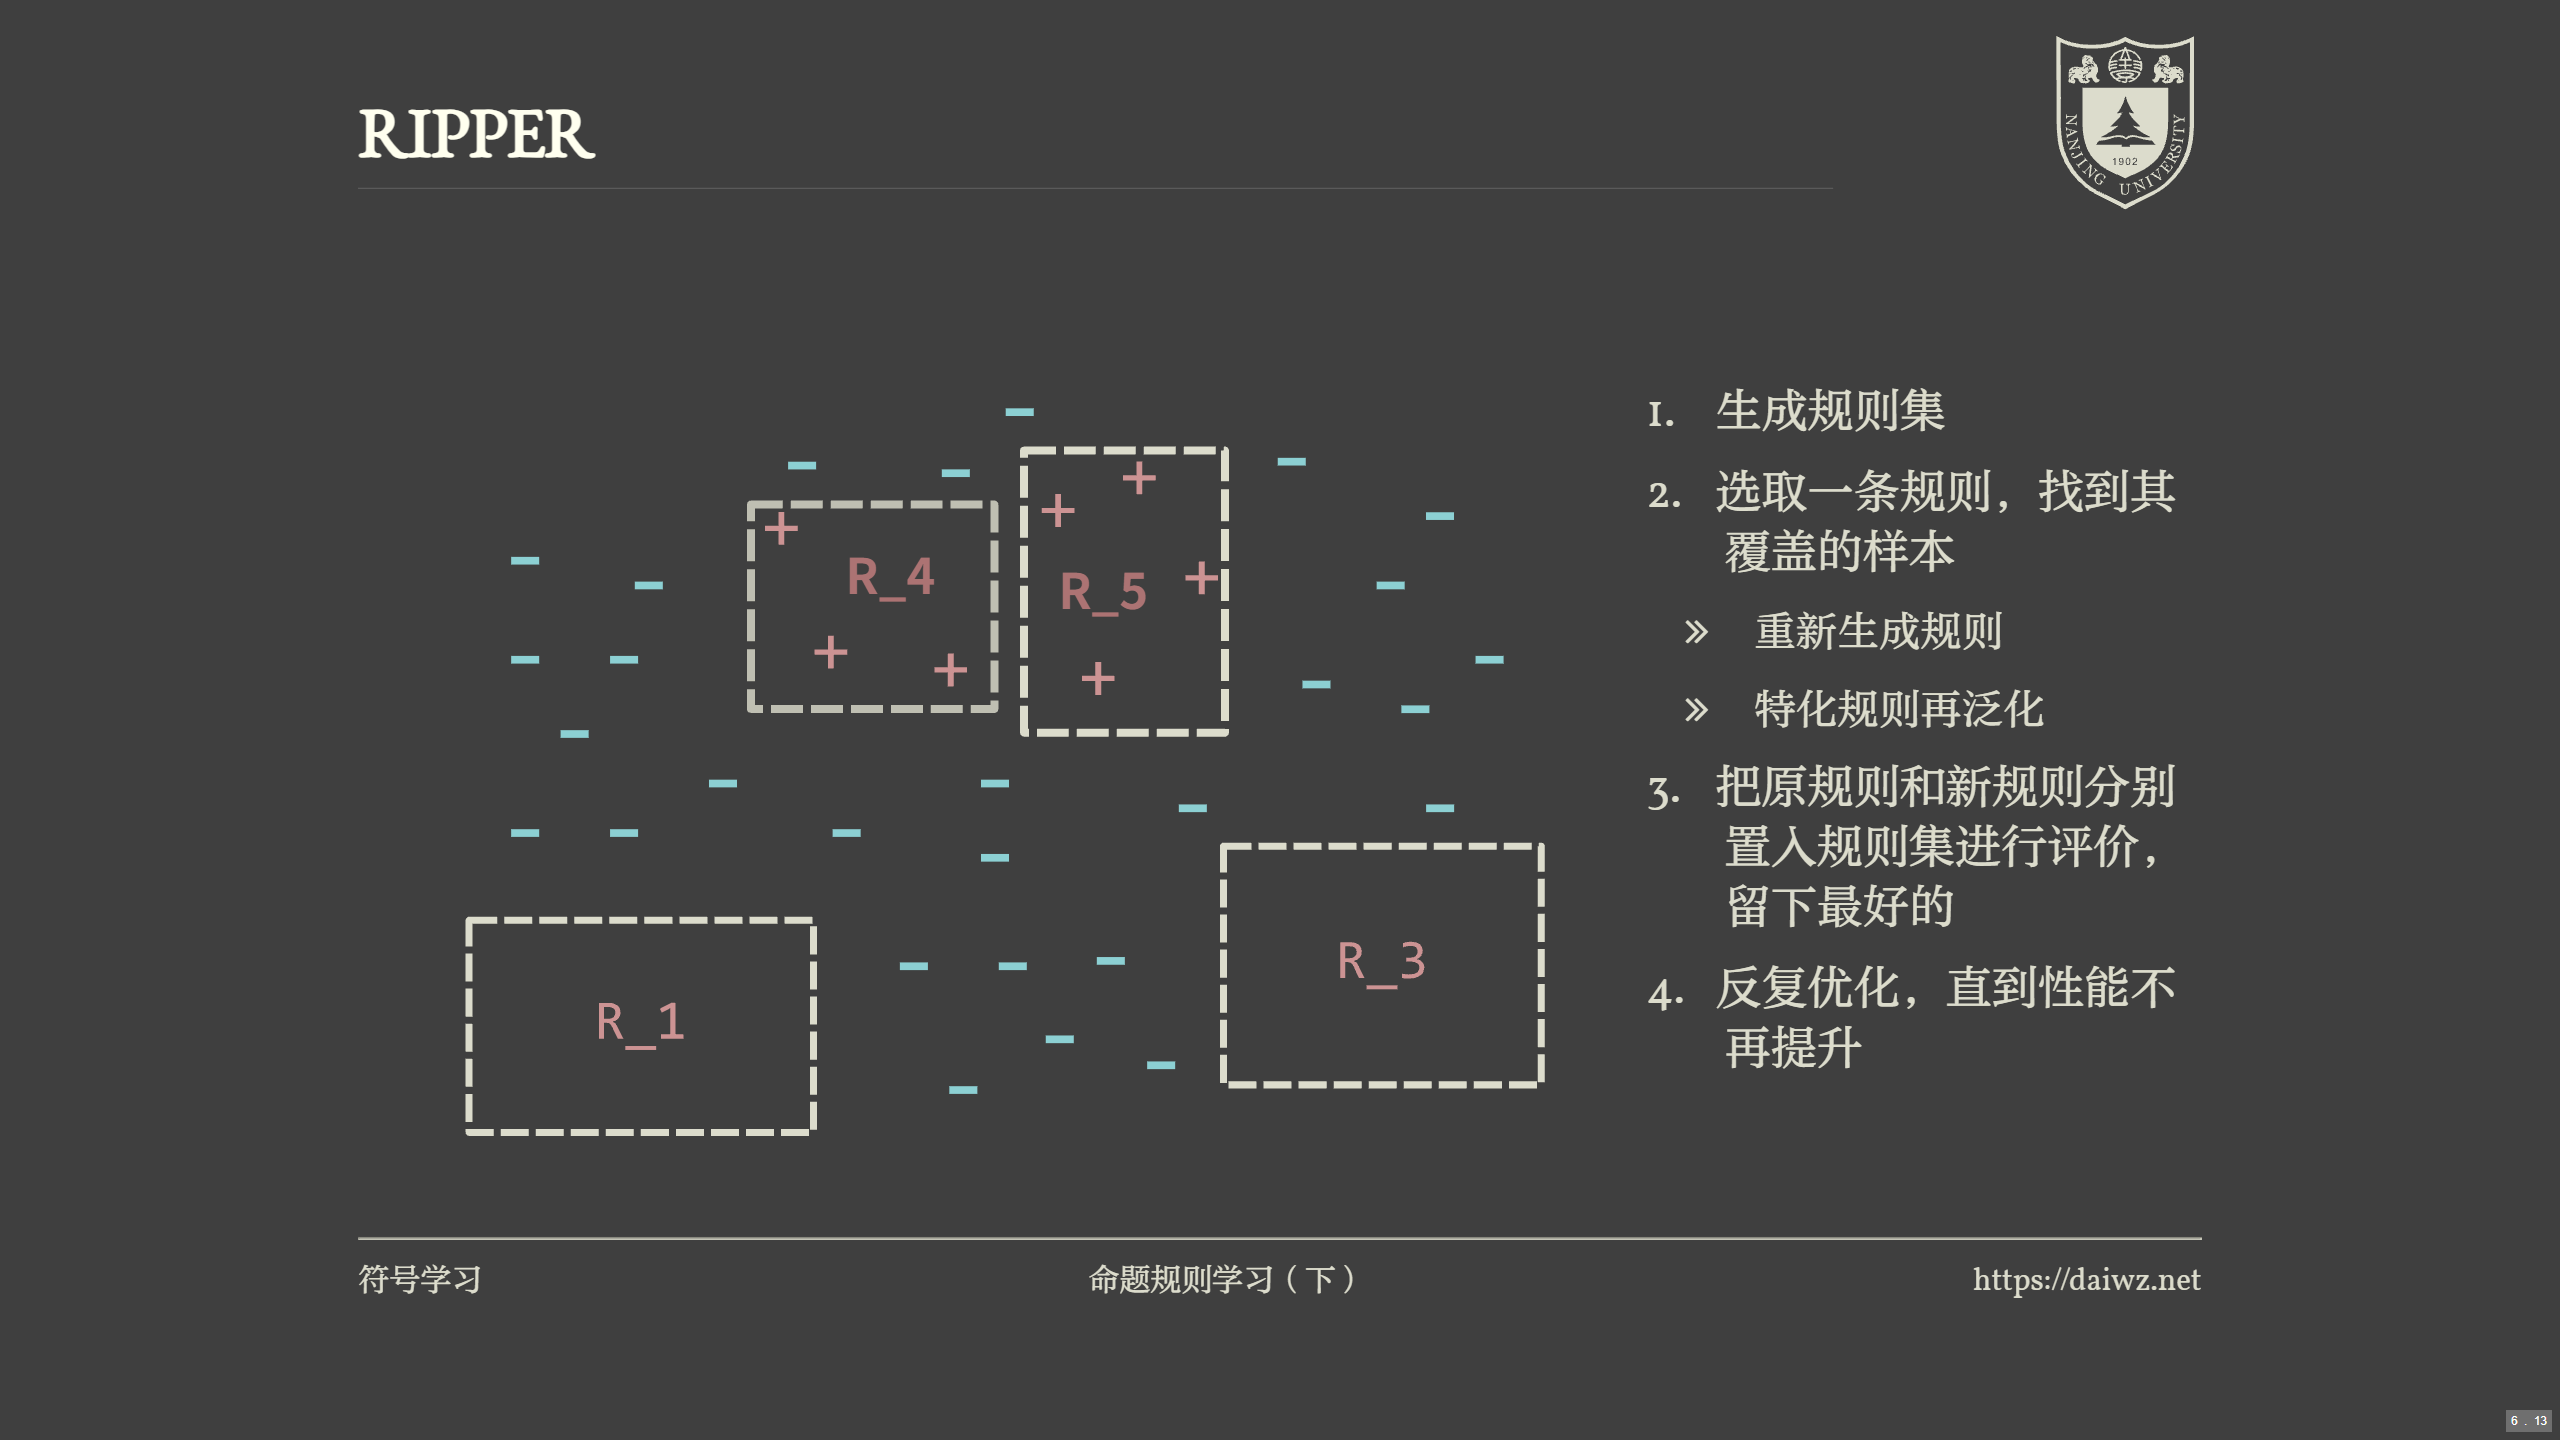 RIPPER
NANJING UNIVERSITY
1902
R_4
R_5
R_1
R_3
1. 生成规则集
2. 选取一条规则，找到其
覆盖的样本
» 重新生成规则
» 特化规则再泛化
3. 把原规则和新规则分别
置入规则集进行评价，
留下最好的
4. 反复优化，直到性能不
再提升
符号学习
命题规则学习（下）
https://daiwz.net
6 . 13